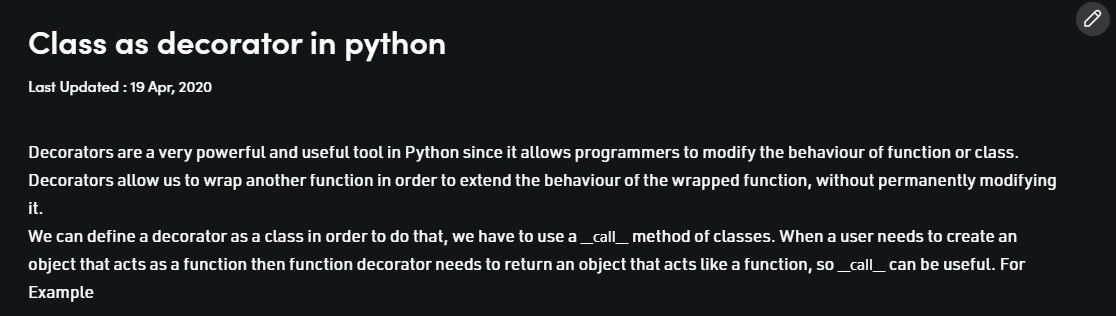 Class as decorator in python
Last Updated : 19 Apr, 2020
Decorators are a very powerful and useful tool in Python since it allows programmers to modify the behaviour of function or class.
Decorators allow us to wrap another function in order to extend the behaviour of the wrapped function, without permanently modifying
it.
We can define a decorator as a class in order to do that, we have to use a __call__ method of classes. When a user needs to create an
object that acts as a function then function decorator needs to return an object that acts like a function, so __call__ can be useful. For
Example